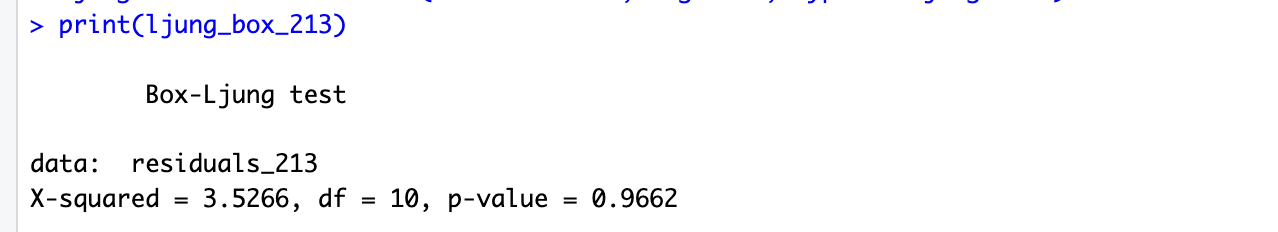 > print(ljung_box_213)
Box-Ljung test
data:  residuals_213
X-squared = 3.5266, df = 10, p-value = 0.9662